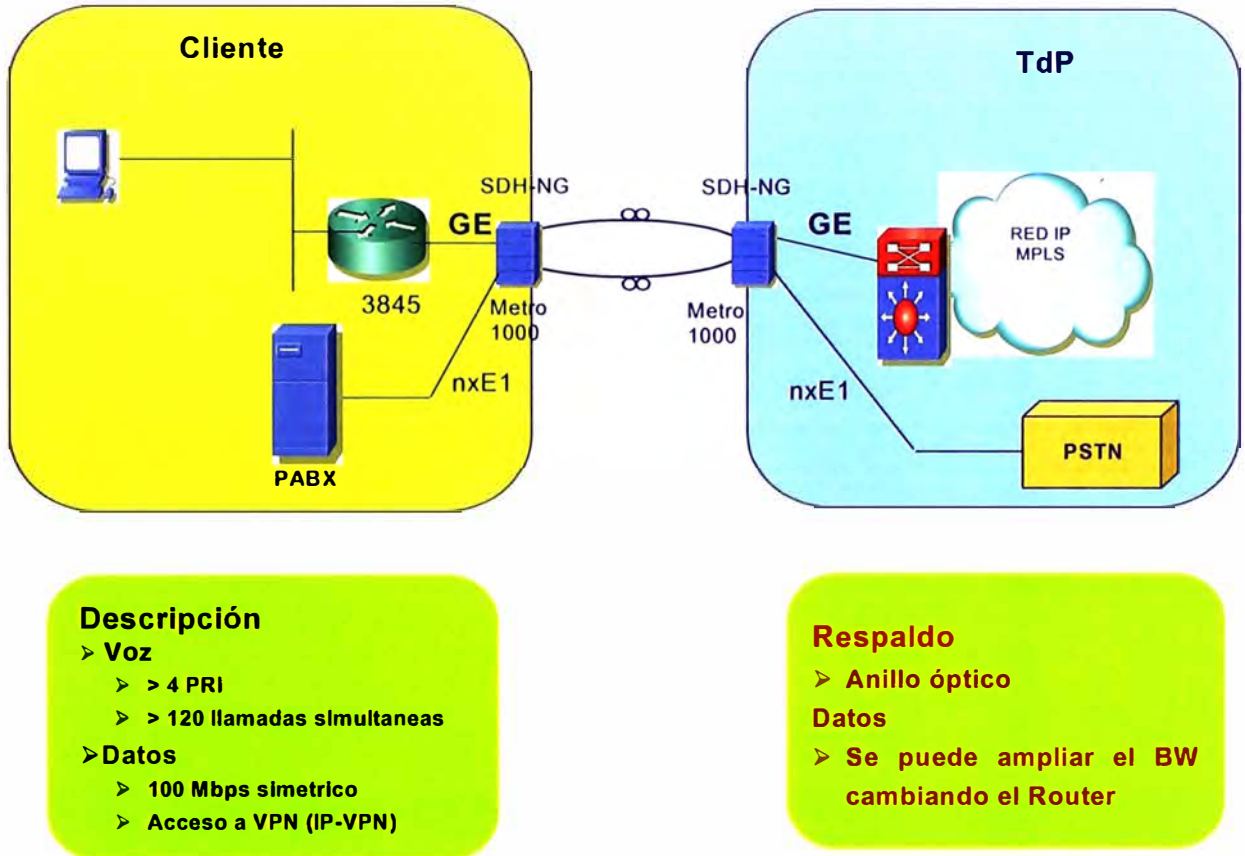 Cliente
TdP
SDH-NG
SDH-NG
GE
GE
RED IP
MPLS
3845
Metro
1000
Metro
1000
nxE1
nxE1
PABX
PSTN
Descripción
➢ Voz
➢ > 4 PRI
➢ > 120 llamadas simultaneas
➢Datos
➢ 100 Mbps simetrico
➢ Acceso a VPN (IP-VPN)
Respaldo
➢ Anillo óptico
Datos
➢ Se puede ampliar el BW
cambiando el Router